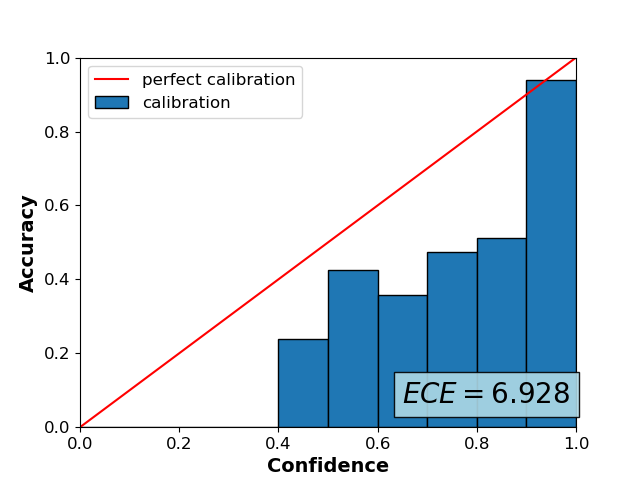 perfect calibration
calibration
1.0
0.8
0.6
0.4
0.2
0.0
Accuracy
ECE = 6.928
0.0 0.2 0.4 0.6 0.8 1.0
Confidence